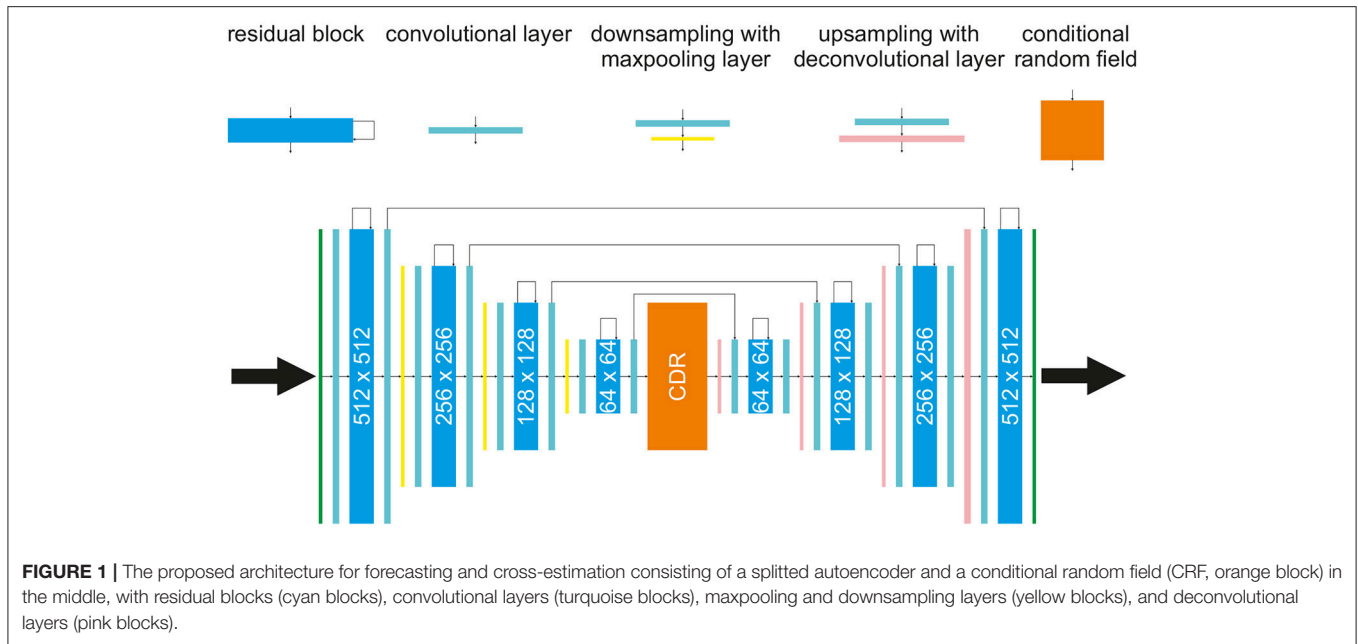 residual block
convolutional layer
downsampling with
maxpooling layer
upsampling with
deconvolutional layer
conditional
random field
512 x 512
256 x 256
128 x 128
64 x 64
CDR
64 x 64
128 x 128
256 x 256
512 x 512
FIGURE 1 | The proposed architecture for forecasting and cross-estimation consisting of a splitted autoencoder and a conditional random field (CRF, orange block) in
the middle, with residual blocks (cyan blocks), convolutional layers (turquoise blocks), maxpooling and downsampling layers (yellow blocks), and deconvolutional
layers (pink blocks).